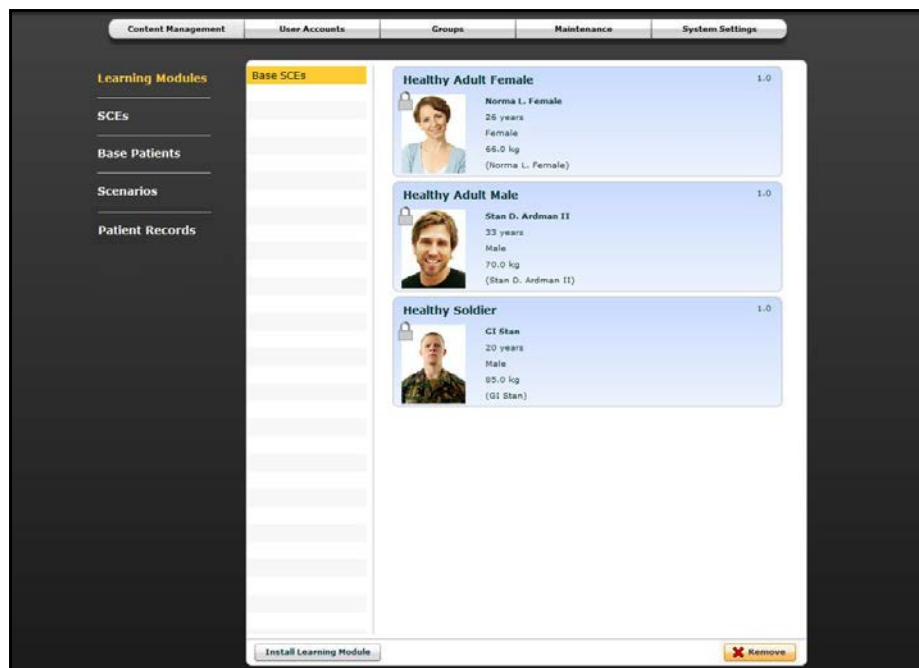 Content Management
User Accounts
Groups
Maintenance
System Settings
Learning Modules
SCEs
Base Patients
Scenarios
Patient Records
Base SCEs
Healthy Adult Female 1.0
Norma L. Female
26 years
Female
66.0 kg
(Norma L. Female)
Healthy Adult Male 1.0
Stan D. Ardman II
33 years
Male
70.0 kg
(Stan D. Ardman II)
Healthy Soldier 1.0
GI Stan
20 years
Male
85.0 kg
(GI Stan)
Install Learning Module
Remove